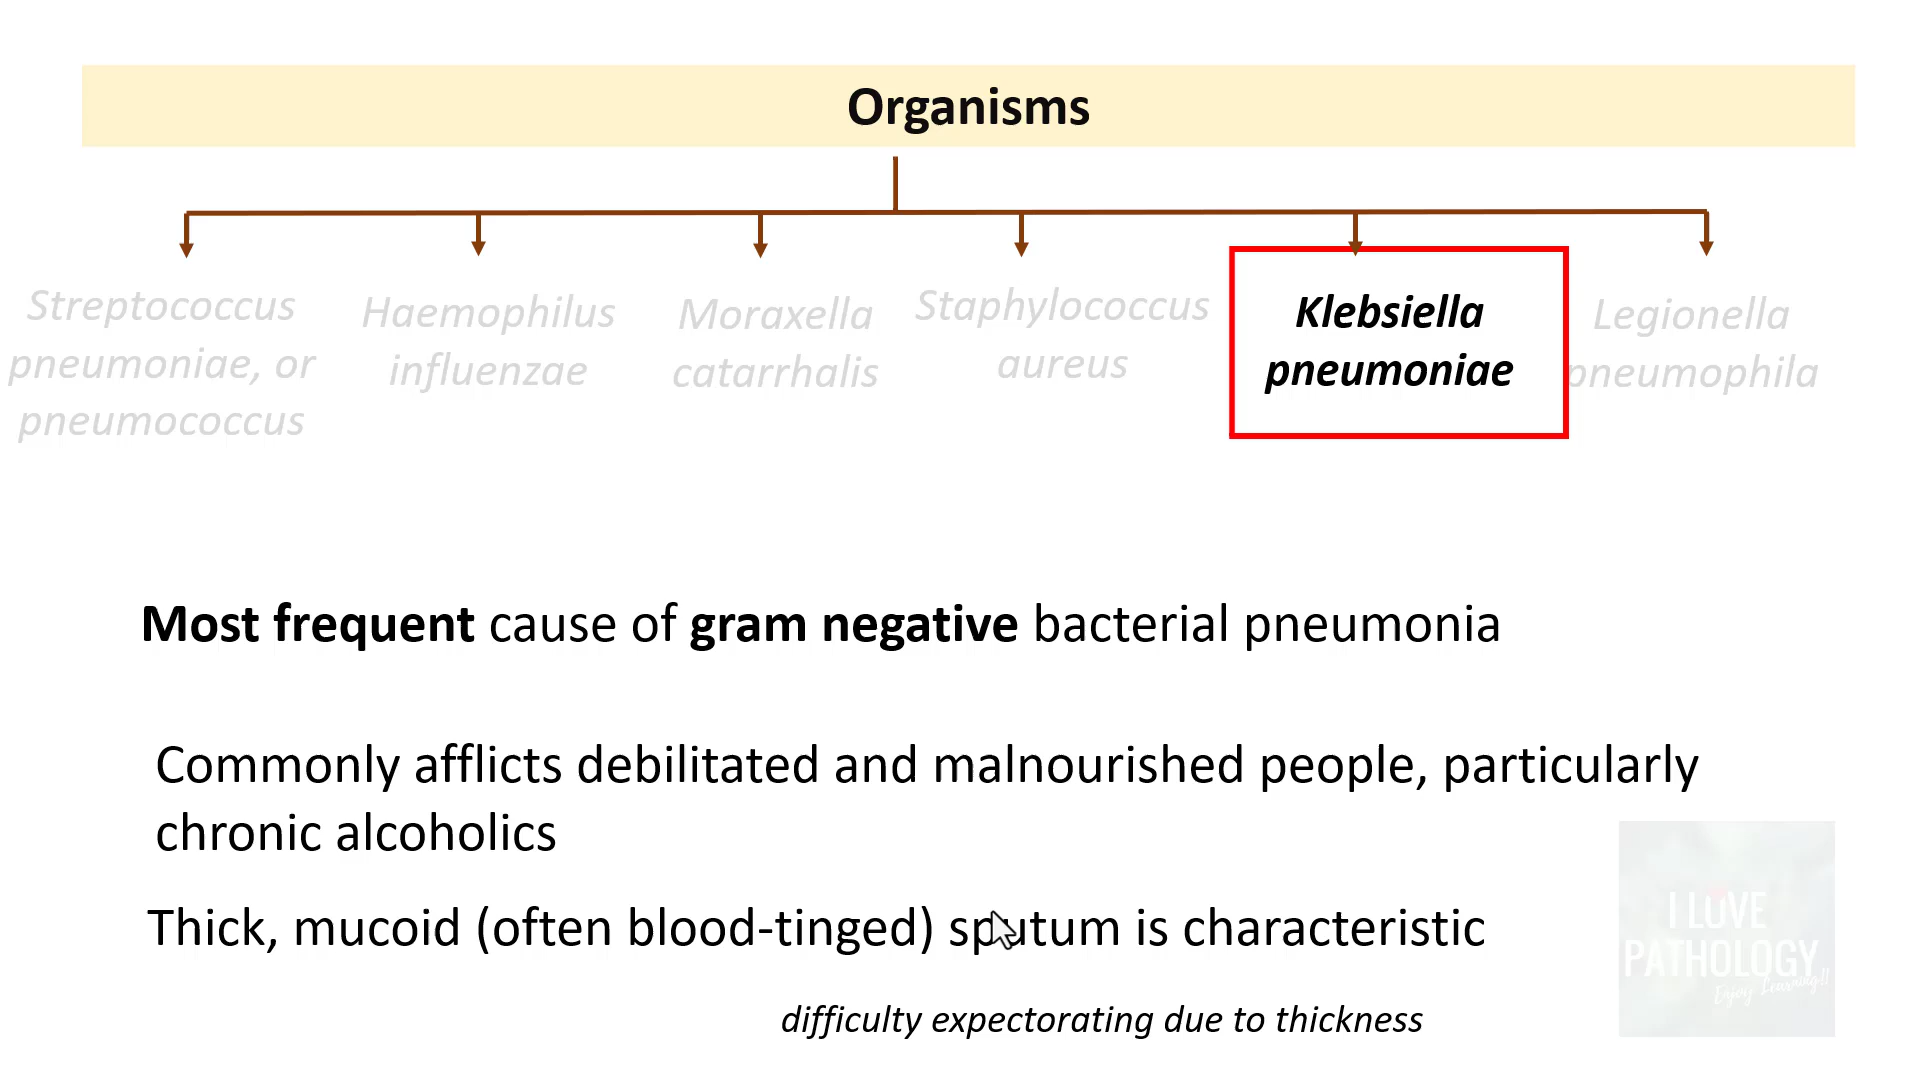 Organisms
Streptococcus
pneumoniae, or
pneumococcus
Haemophilus
influenzae
Moraxella
catarrhalis
Staphylococcus
aureus
Klebsiella
pneumoniae
Legionella
pneumophila
Most frequent cause of gram negative bacterial pneumonia
Commonly afflicts debilitated and malnourished people, particularly
chronic alcoholics
Thick, mucoid (often blood-tinged) sputum is characteristic
difficulty expectorating due to thickness
I LOVE
PATHOLOGY
Enjoy Learning!!